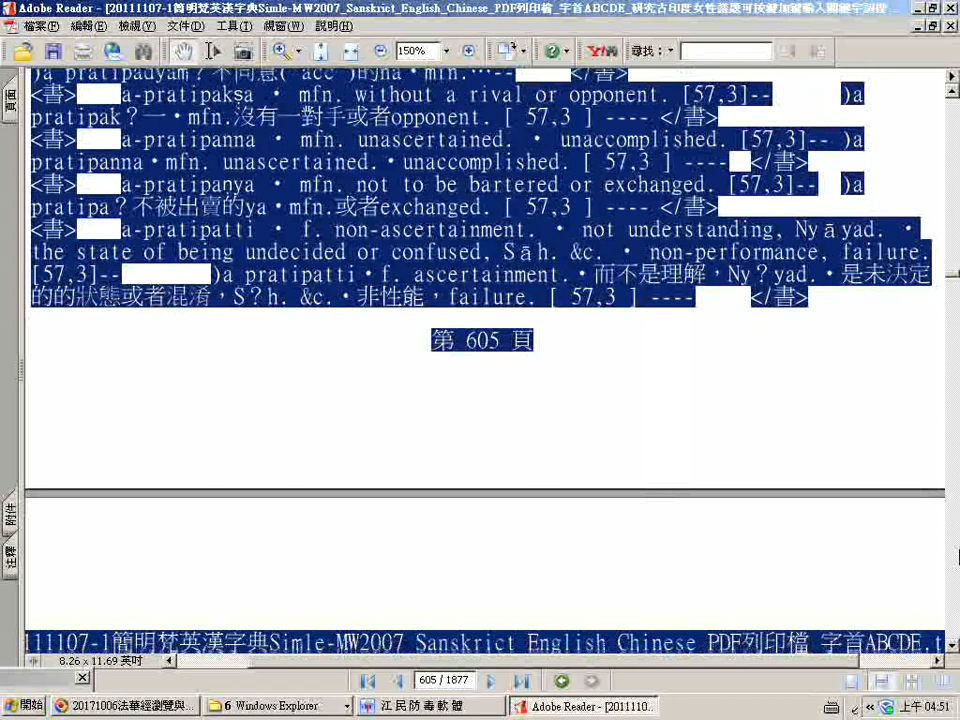 Adobe Reader - [20111107-1簡明梵英漢字典Simle-MW2007_Sanskrict_English_Chinese_PDF列印檔_字首ABCDE_研究古印度女性議題可按
檔案(F) 編輯(E) 檢視(V) 文件(D) 工具(T) 視窗(W) 說明(H)
150% 尋找：
頁面
)a pratipadyam？不同意( acc )的na・mfn.…-- </書>
<書> a-pratipakṣa ・ mfn. without a rival or opponent. [57,3]-- )a
pratipak？一・mfn.沒有一對手或者opponent. [ 57,3 ] ---- </書>
<書> a-pratipanna ・ mfn. unascertained. ・ unaccomplished. [57,3]-- )a
pratipanna・mfn. unascertained.・unaccomplished. [ 57,3 ] ---- </書>
<書> a-pratipaṇya ・ mfn. not to be bartered or exchanged. [57,3]-- )a
pratipa？不被出賣的ya・mfn.或者exchanged. [ 57,3 ] ---- </書>
<書> a-pratipatti ・ f. non-ascertainment. ・ not understanding, Nyāyad. ・
the state of being undecided or confused, Sāh. &c. ・ non-performance, failure.
[57,3]-- )a pratipatti・f. ascertainment.・而不是理解，Ny？yad.・是未決定
的的狀態或者混淆，S？h. &c.・非性能，failure. [ 57,3 ] ---- </書>
第 605 頁
附件
注釋
111107-1簡明梵英漢字典Simle-MW2007 Sanskrict English Chinese PDF列印檔 字首ABCDE.t
8.26 x 11.69 英吋
605 / 1877
開始 20171006法華經瀏覽與... 6 Windows Explorer 江民防毒軟體 Adobe Reader - [2011110... 上午 04:51